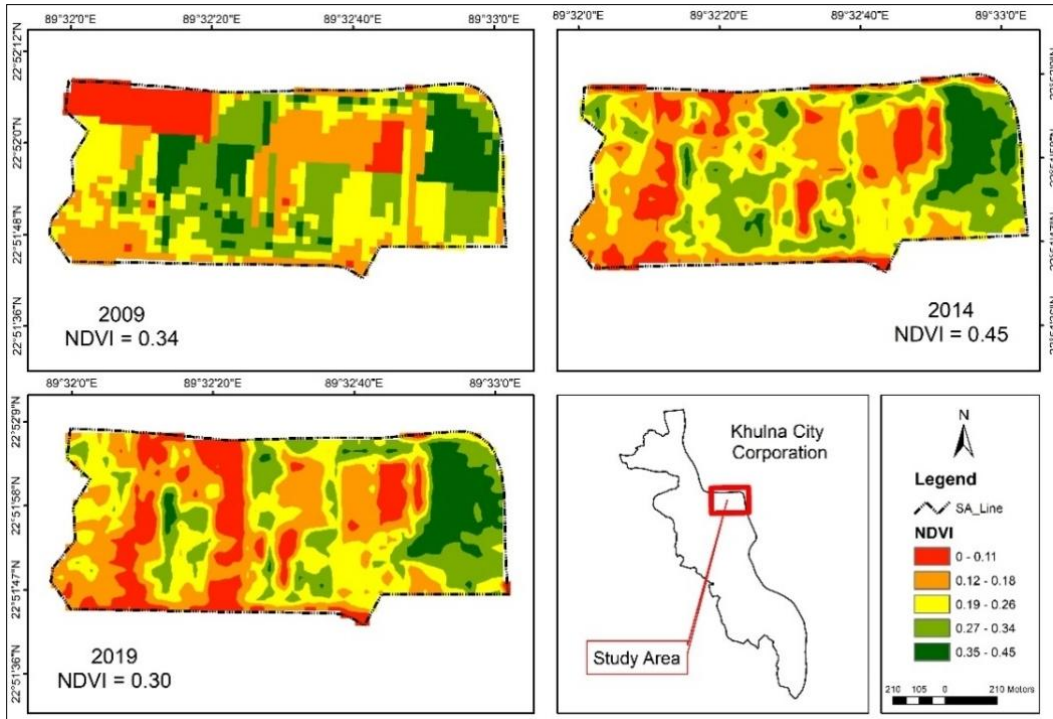 89°32'0"E 89°32'20"E 89°32'40"E 89°33'0"E
22°52'12"N
22°52'0"N
22°51'48"N
22°51'36"N
2009
NDVI = 0.34
89°32'0"E 89°32'20"E 89°32'40"E 89°33'0"E
2014
NDVI = 0.45
89°32'0"E 89°32'20"E 89°32'40"E 89°33'0"E
22°52'9"N
22°51'58"N
22°51'47"N
22°51'36"N
2019
NDVI = 0.30
Khulna City
Corporation
Study Area
N
Legend
SA_Line
NDVI
0 - 0.11
0.12 - 0.18
0.19 - 0.26
0.27 - 0.34
0.35 - 0.45
210 105 0 210 Motors